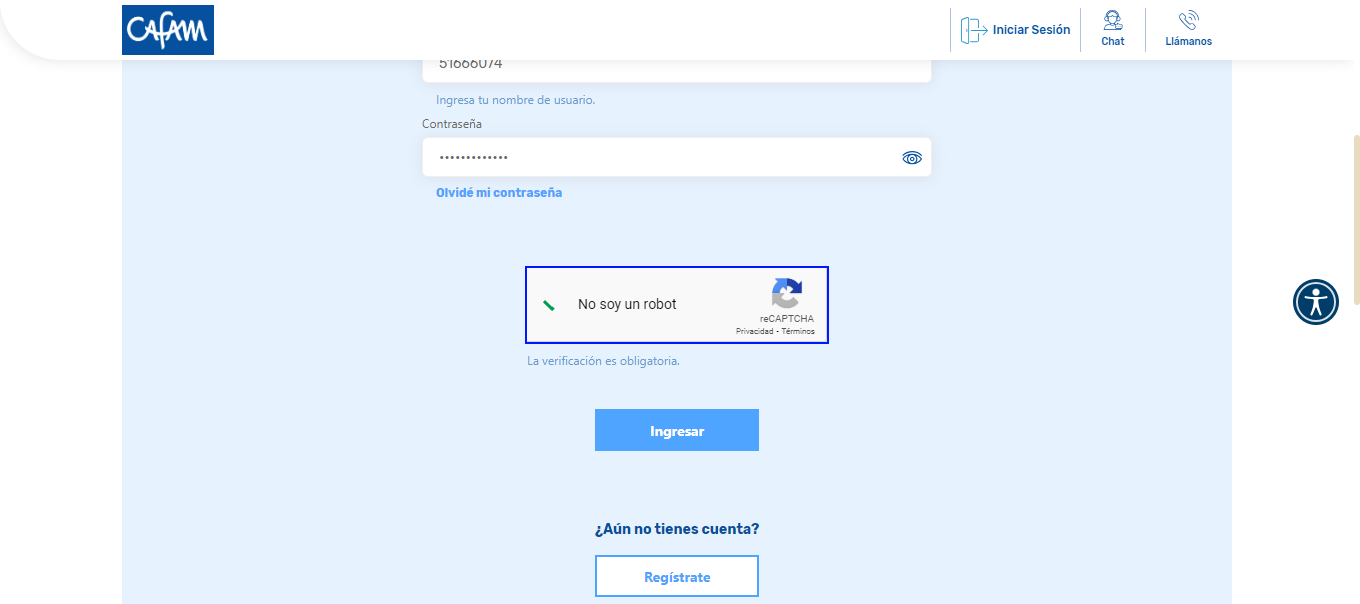 CAFAM
Iniciar Sesión
Chat
Llámanos
51666074
Ingresa tu nombre de usuario.
Contraseña
•••••••••••••
Olvidé mi contraseña
No soy un robot
reCAPTCHA
Privacidad - Términos
La verificación es obligatoria.
Ingresar
¿Aún no tienes cuenta?
Regístrate